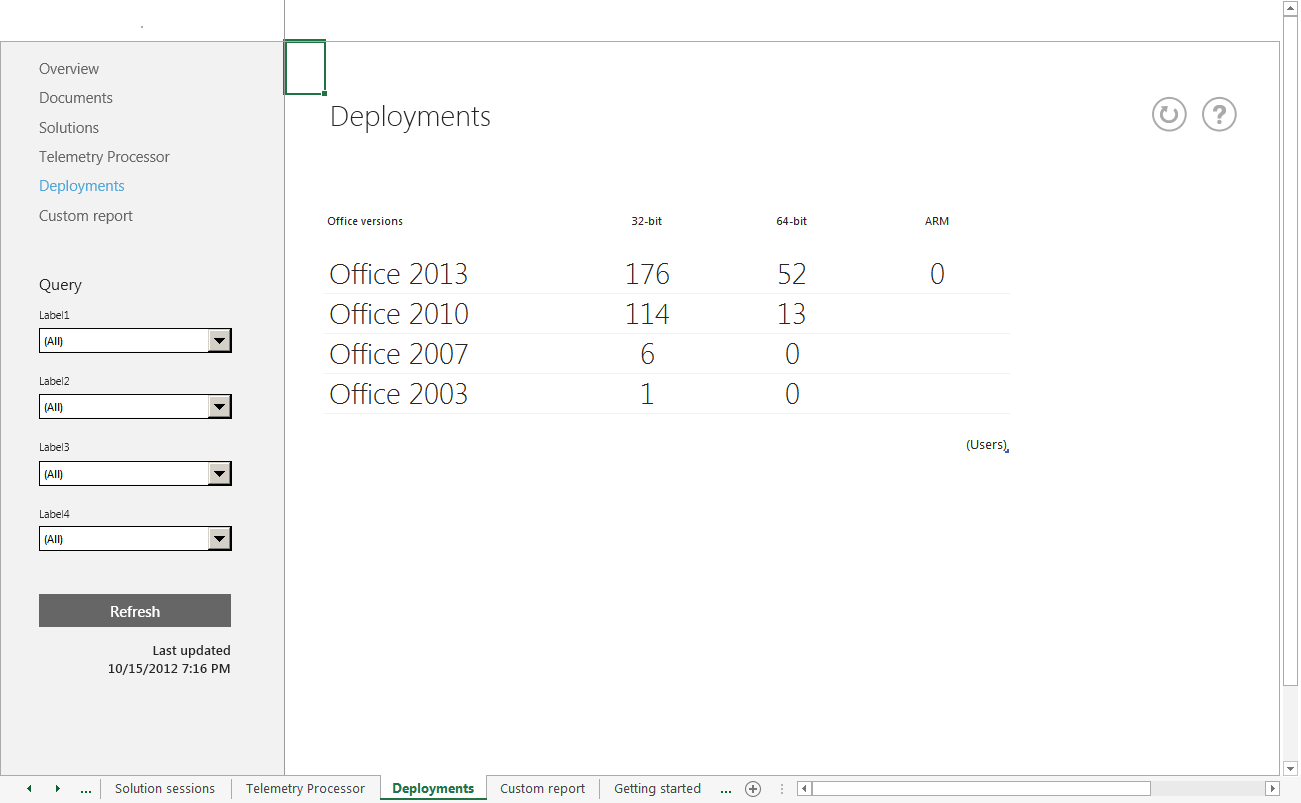 Overview
Documents
Solutions
Telemetry Processor
Deployments
Custom report
Query
Label1
(All)
Label2
(All)
Label3
(All)
Label4
(All)
Refresh
Last updated
10/15/2012 7:16 PM
Deployments
?
Office versions 32-bit 64-bit ARM
Office 2013 176 52 0
Office 2010 114 13
Office 2007 6 0
Office 2003 1 0
(Users)
... Solution sessions Telemetry Processor Deployments Custom report Getting started ...